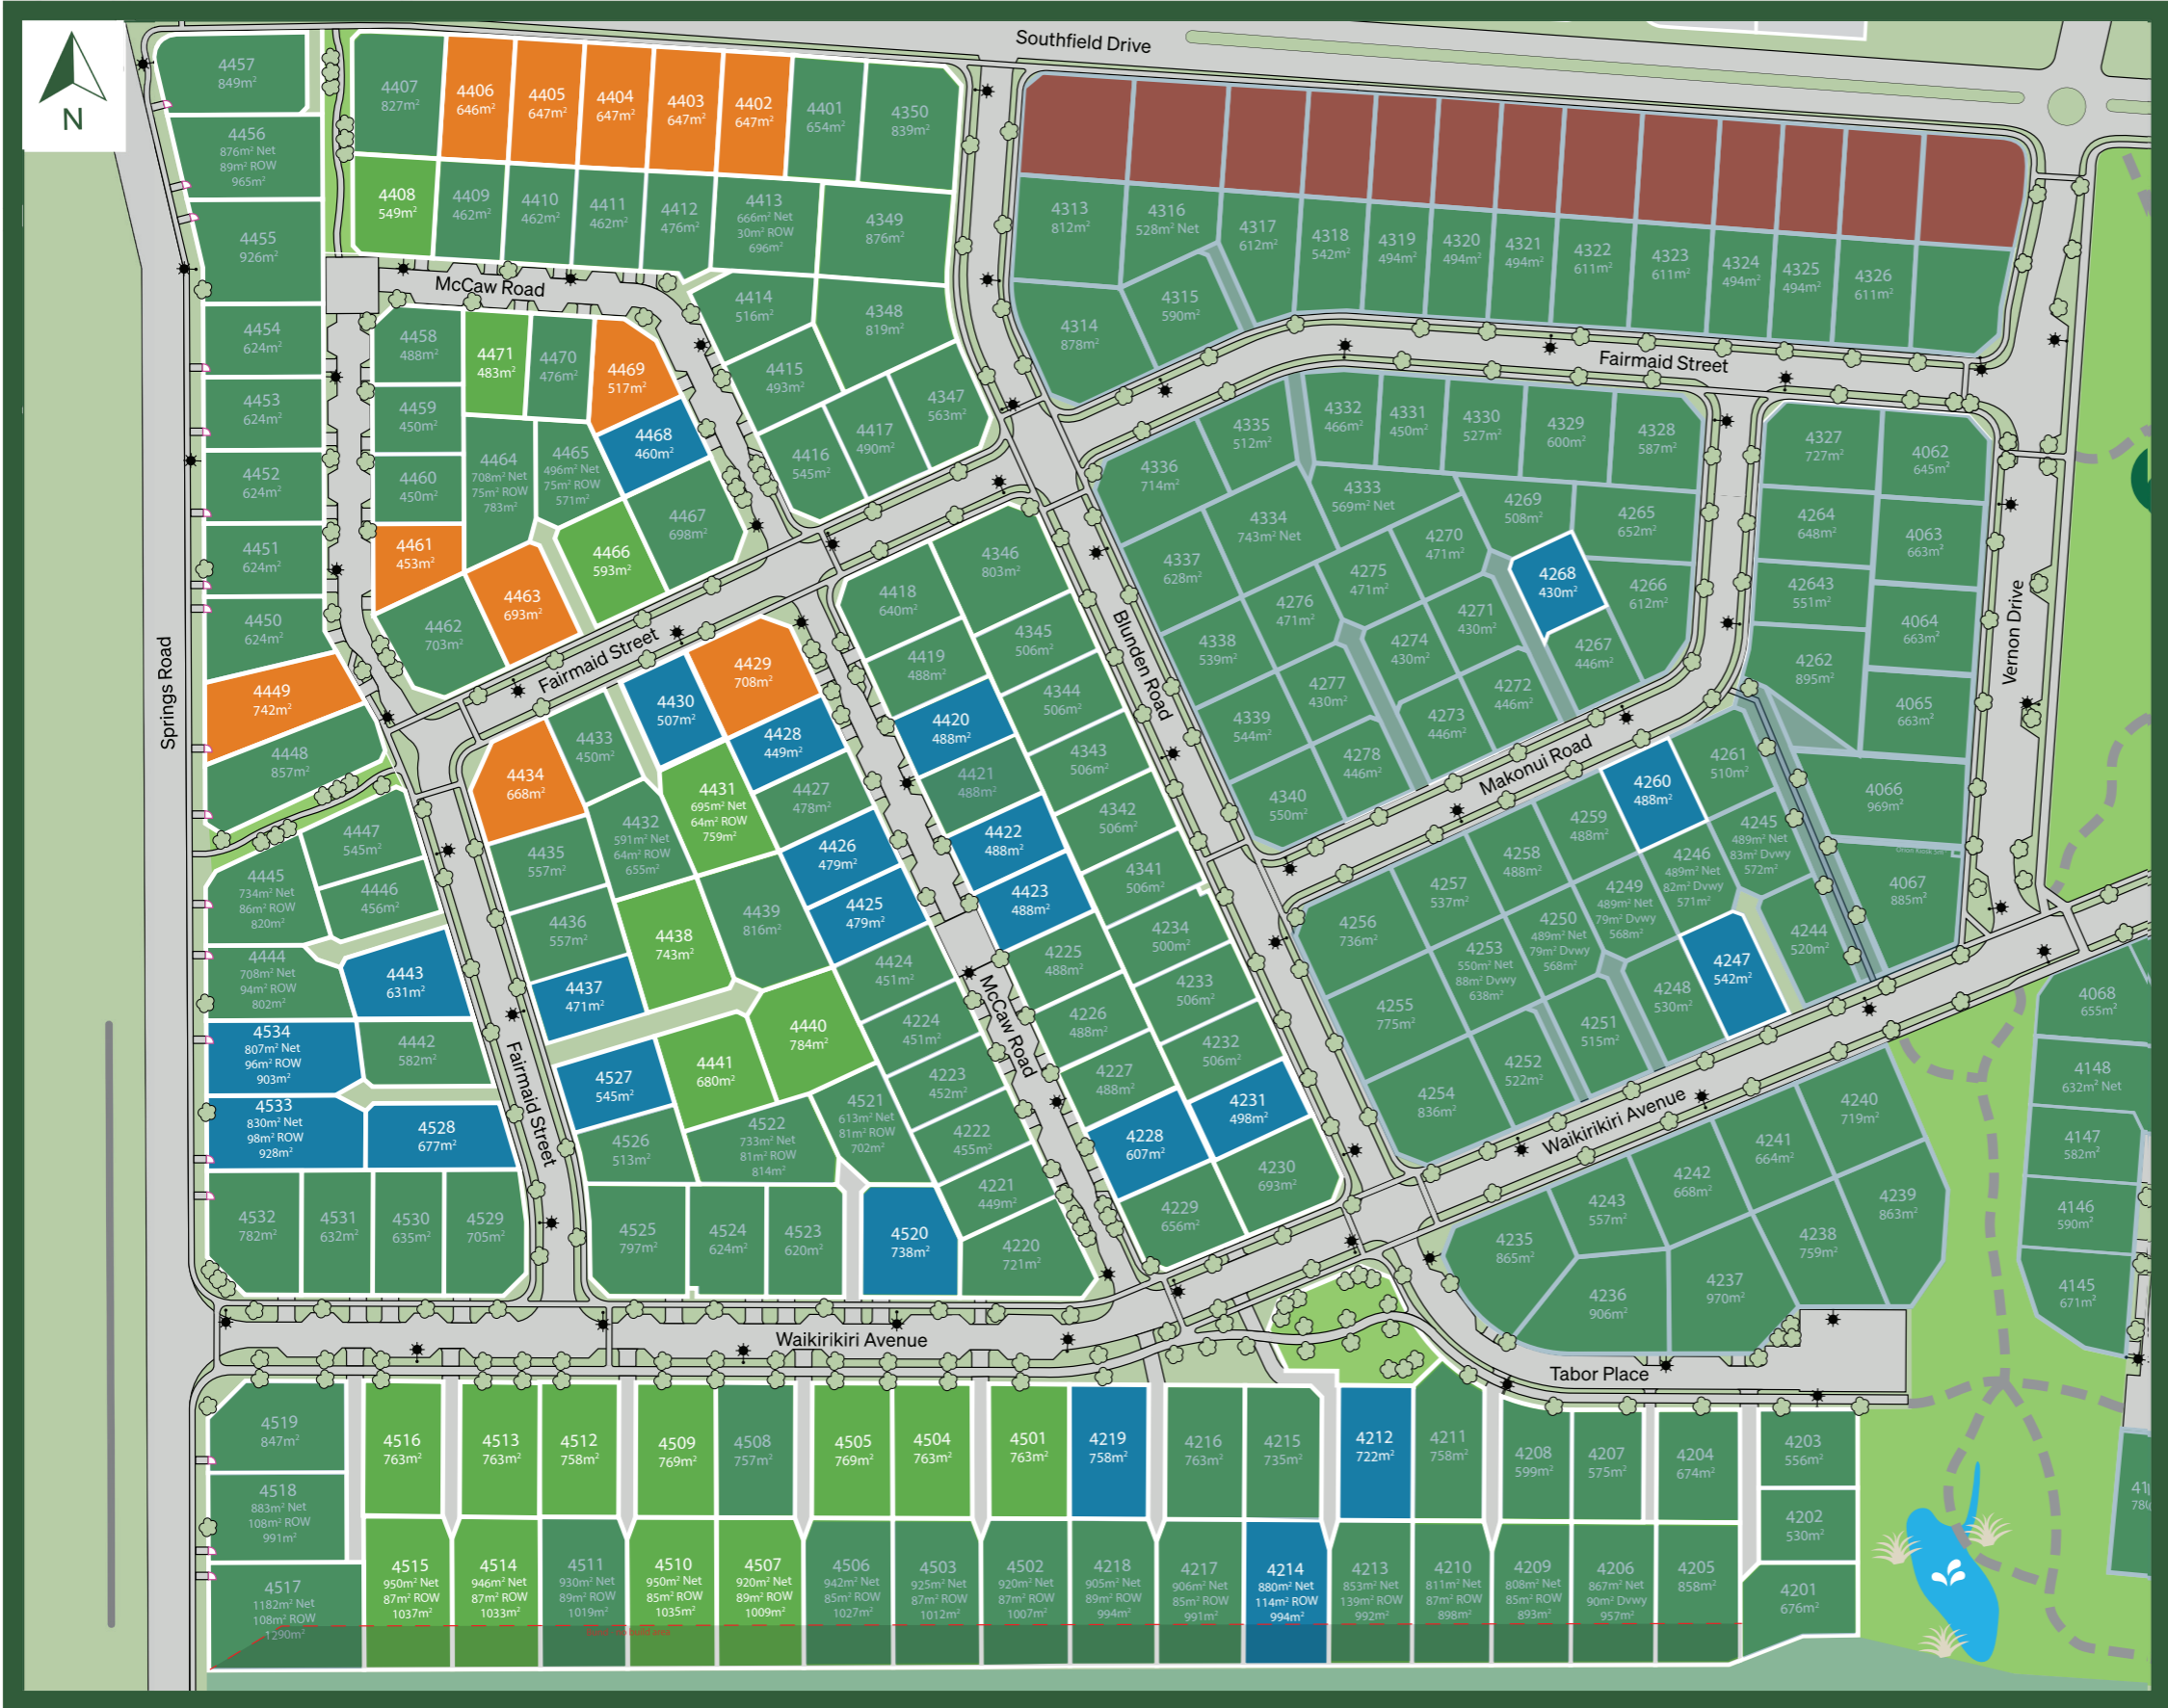 N
Southfield Drive
4457
849m²
4456
876m² Net
89m² ROW
965m²
4455
926m²
4454
624m²
4453
624m²
4452
624m²
4451
624m²
4450
624m²
4449
742m²
4448
857m²
Springs Road
4407
827m²
4406
646m²
4405
647m²
4404
647m²
4403
647m²
4402
647m²
4401
654m²
4350
839m²
4408
549m²
4409
462m²
4410
462m²
4411
462m²
4412
476m²
4413
666m² Net
30m² ROW
696m²
4349
876m²
McCaw Road
4414
516m²
4348
819m²
4415
493m²
4347
563m²
4417
490m²
4416
545m²
4458
488m²
4471
483m²
4470
476m²
4469
517m²
4459
450m²
4468
460m²
4460
450m²
4464
708m² Net
75m² ROW
783m²
4465
496m² Net
75m² ROW
571m²
4467
698m²
4461
453m²
4466
593m²
4463
693m²
4462
703m²
Fairmaid Street
4313
812m²
4316
528m² Net
4317
612m²
4318
542m²
4319
494m²
4320
494m²
4321
494m²
4322
611m²
4323
611m²
4324
494m²
4325
494m²
4326
611m²
4315
590m²
4314
878m²
Fairmaid Street
4335
512m²
4332
466m²
4331
450m²
4330
527m²
4329
600m²
4328
587m²
4327
727m²
4062
645m²
4336
714m²
4333
569m² Net
4334
743m² Net
4269
508m²
4265
652m²
4264
648m²
4063
663m²
4337
628m²
4270
471m²
4275
471m²
4268
430m²
4266
612m²
42643
551m²
4276
471m²
4271
430m²
4064
663m²
4338
539m²
4274
430m²
4267
446m²
4262
895m²
4277
430m²
4272
446m²
4065
663m²
4339
544m²
4273
446m²
4278
446m²
4340
550m²
Blunden Road
Makonui Road
Vernon Drive
4066
969m²
4067
885m²
4418
640m²
4346
803m²
4419
488m²
4345
506m²
4344
506m²
4420
488m²
4343
506m²
4421
488m²
4342
506m²
4422
488m²
4341
506m²
4423
488m²
4234
500m²
4225
488m²
4233
506m²
4226
488m²
4232
506m²
4227
488m²
4231
498m²
4228
607m²
4230
693m²
4229
656m²
McCaw Road
4429
708m²
4430
507m²
4428
449m²
4433
450m²
4434
668m²
4431
695m² Net
64m² ROW
759m²
4427
478m²
4432
591m² Net
64m² ROW
655m²
4426
479m²
4435
557m²
4425
479m²
4439
816m²
4436
557m²
4438
743m²
4424
451m²
4437
471m²
4440
784m²
4224
451m²
4441
680m²
4527
545m²
4223
452m²
4521
613m² Net
81m² ROW
702m²
4522
733m² Net
81m² ROW
814m²
4526
513m²
4222
455m²
4221
449m²
4525
797m²
4524
624m²
4523
620m²
4520
738m²
4220
721m²
4447
545m²
4445
734m² Net
86m² ROW
820m²
4446
456m²
4444
708m² Net
94m² ROW
802m²
4443
631m²
4534
807m² Net
96m² ROW
903m²
4442
582m²
4533
830m² Net
98m² ROW
928m²
4528
677m²
4532
782m²
4531
632m²
4530
635m²
4529
705m²
Fairmaid Street
4261
510m²
4260
488m²
4259
488m²
4245
489m² Net
83m² Dvwy
572m²
4258
488m²
4246
489m² Net
82m² Dvwy
571m²
4257
537m²
4249
489m² Net
79m² Dvwy
568m²
4250
489m² Net
79m² Dvwy
568m²
4256
736m²
4244
520m²
4253
550m² Net
88m² Dvwy
638m²
4247
542m²
4248
530m²
4255
775m²
4251
515m²
4252
522m²
4254
836m²
Waikirikiri Avenue
4240
719m²
4241
664m²
4242
668m²
4239
863m²
4243
557m²
4238
759m²
4235
865m²
4237
970m²
4236
906m²
4068
655m²
4148
632m² Net
4147
582m²
4146
590m²
4145
671m²
Waikirikiri Avenue
Tabor Place
4519
847m²
4516
763m²
4513
763m²
4512
758m²
4509
769m²
4508
757m²
4505
769m²
4504
763m²
4501
763m²
4219
758m²
4216
763m²
4215
735m²
4212
722m²
4211
758m²
4208
599m²
4207
575m²
4204
674m²
4203
556m²
4202
530m²
4518
883m² Net
108m² ROW
991m²
4517
1182m² Net
108m² ROW
1290m²
4515
950m² Net
87m² ROW
1037m²
4514
946m² Net
87m² ROW
1033m²
4511
930m² Net
89m² ROW
1019m²
4510
950m² Net
85m² ROW
1035m²
4507
920m² Net
89m² ROW
1009m²
4506
942m² Net
85m² ROW
1027m²
4503
925m² Net
87m² ROW
1012m²
4502
920m² Net
87m² ROW
1007m²
4218
905m² Net
89m² ROW
994m²
4217
906m² Net
85m² ROW
991m²
4214
880m² Net
114m² ROW
994m²
4213
853m² Net
139m² ROW
992m²
4210
811m² Net
87m² ROW
898m²
4209
808m² Net
85m² ROW
893m²
4206
867m² Net
90m² Dvwy
957m²
4205
858m²
4201
676m²